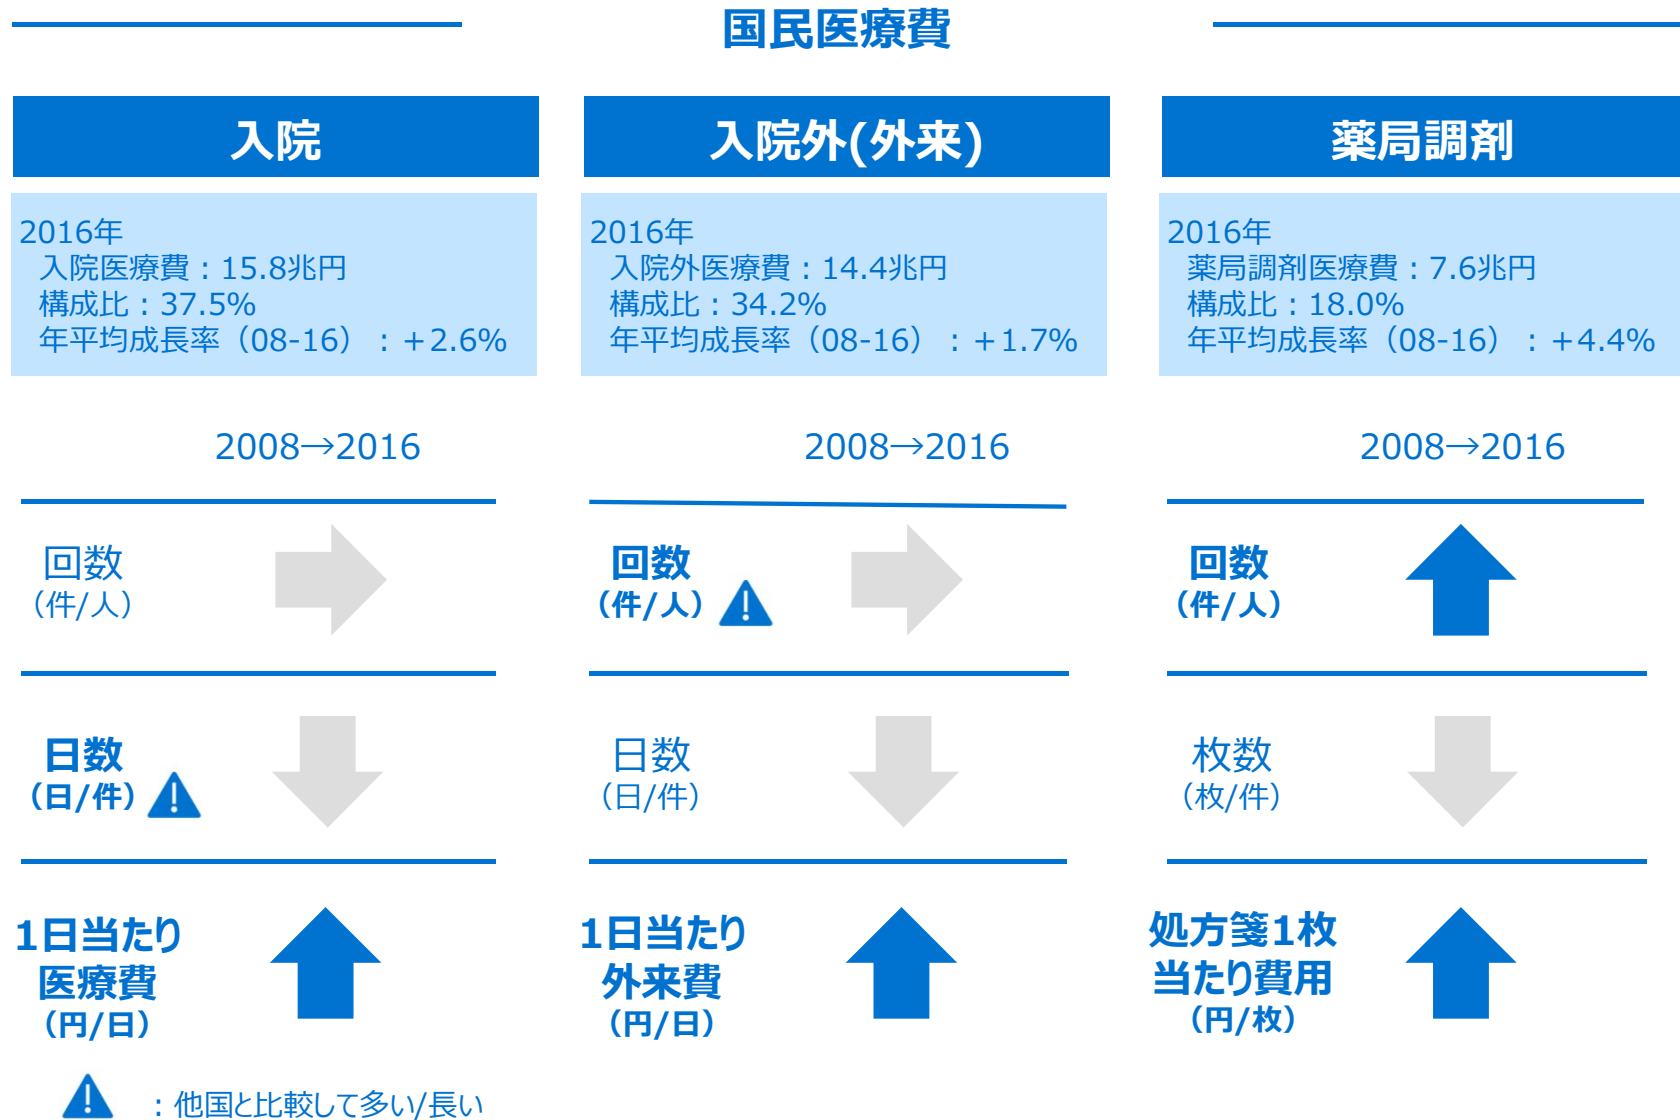 国民医療費
入院
2016年
入院医療費：15.8兆円
構成比：37.5%
年平均成長率（08-16）：＋2.6%
2008→2016
回数
（件/人）
日数
（日/件）
1日当たり
医療費
（円/日）
入院外(外来)
2016年
入院外医療費：14.4兆円
構成比：34.2%
年平均成長率（08-16）：＋1.7%
2008→2016
回数
（件/人）
日数
（日/件）
1日当たり
外来費
（円/日）
薬局調剤
2016年
薬局調剤医療費：7.6兆円
構成比：18.0%
年平均成長率（08-16）：＋4.4%
2008→2016
回数
（件/人）
枚数
（枚/件）
処方箋1枚
当たり費用
（円/枚）
：他国と比較して多い/長い